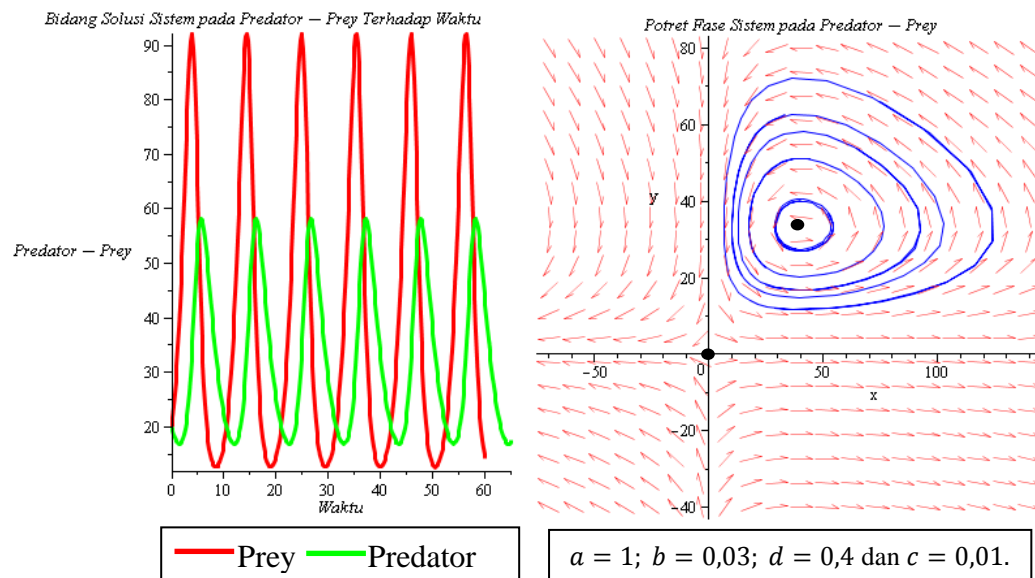 Bidang Solusi Sistem pada Predator – Prey Terhadap Waktu
90
80
70
60
50
40
30
20
Predator – Prey
0 10 20 30 40 50 60
Waktu
Prey Predator
Potret Fase Sistem pada Predator – Prey
80
60
y
40
20
-50 0 50 100
x
-20
-40
a = 1; b = 0,03; d = 0,4 dan c = 0,01.